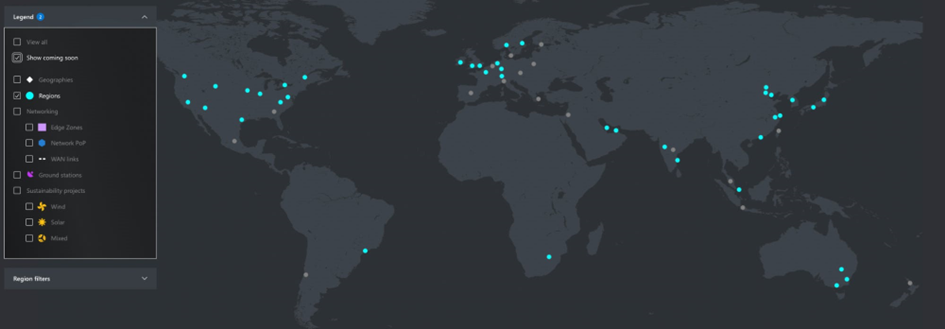 Legend 2
View all
Show coming soon
Geographies
Regions
Networking
Edge Zones
Network PoP
WAN links
Ground stations
Sustainability projects
Wind
Solar
Mixed
Region filters